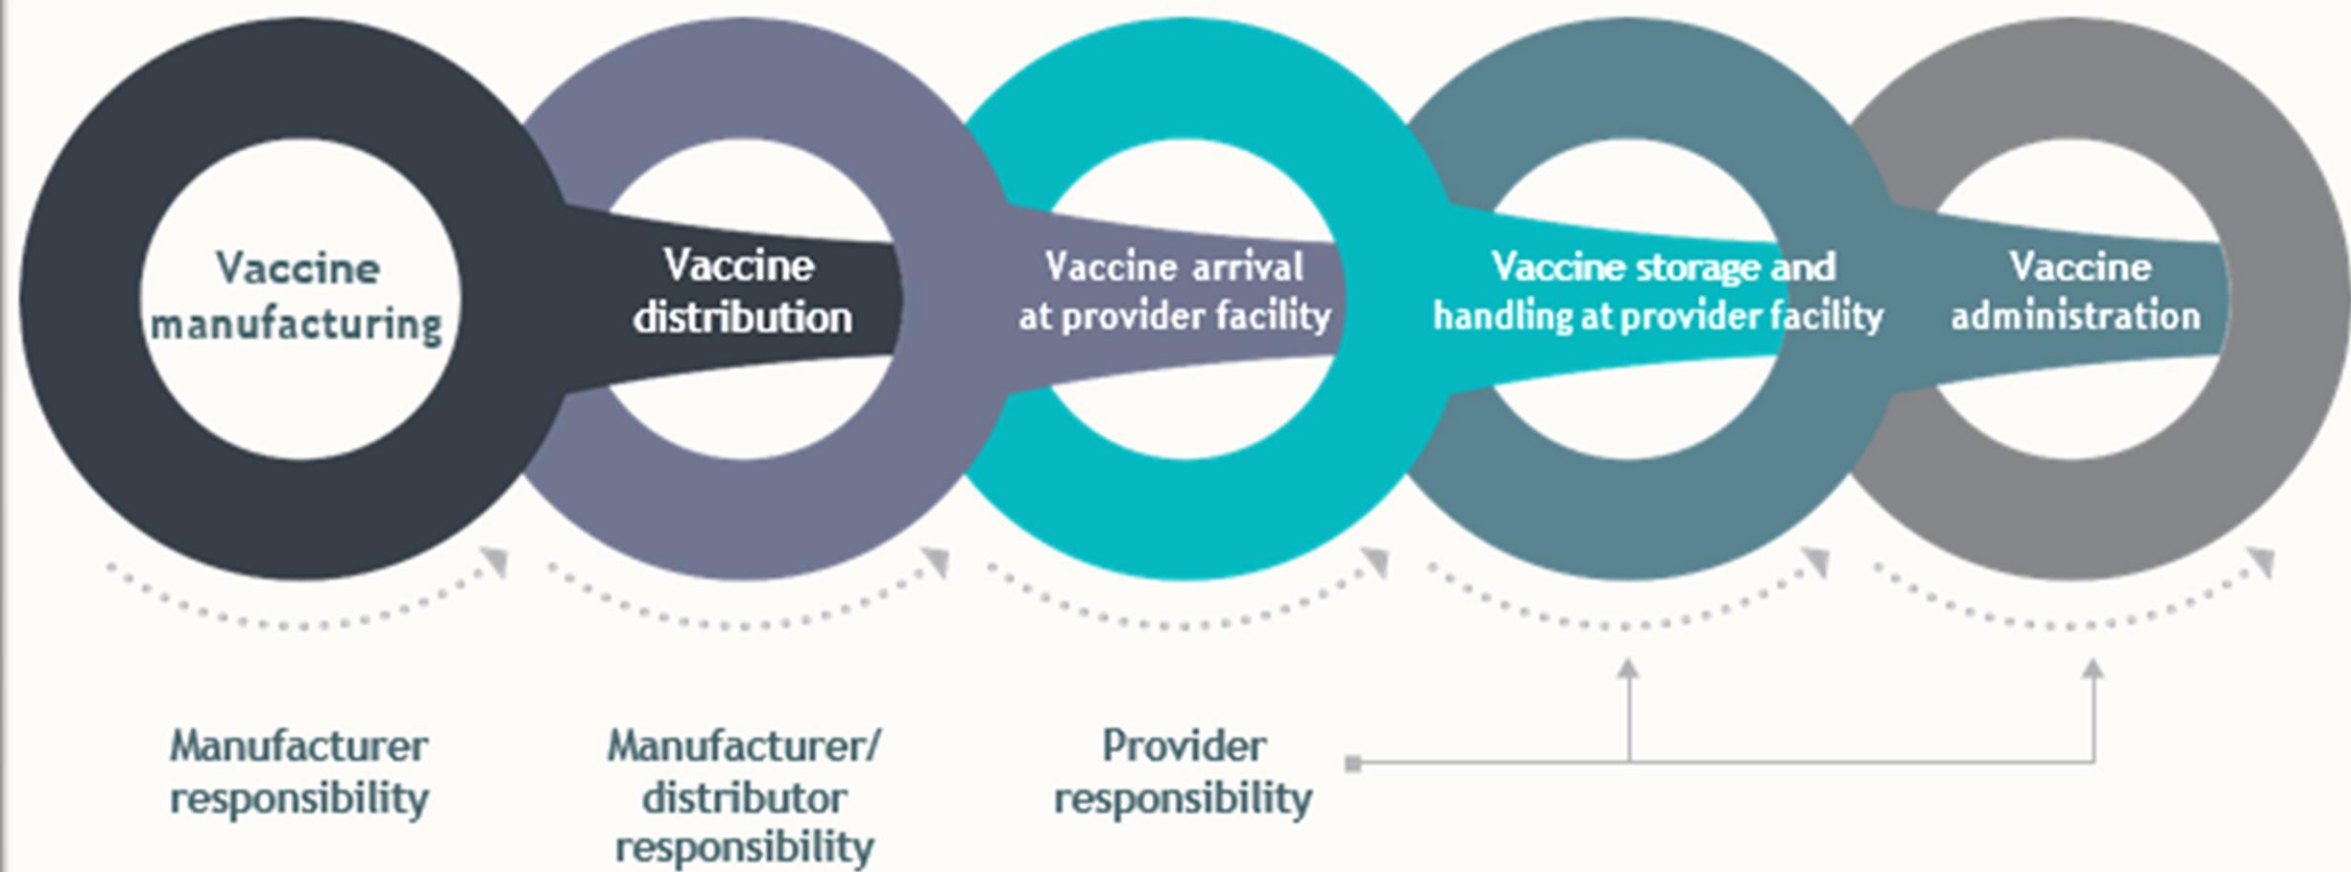 Vaccine
manufacturing
Vaccine
distribution
Vaccine arrival
at provider facility
Vaccine storage and
handling at provider facility
Vaccine
administration
Manufacturer
responsibility
Manufacturer/
distributor
responsibility
Provider
responsibility